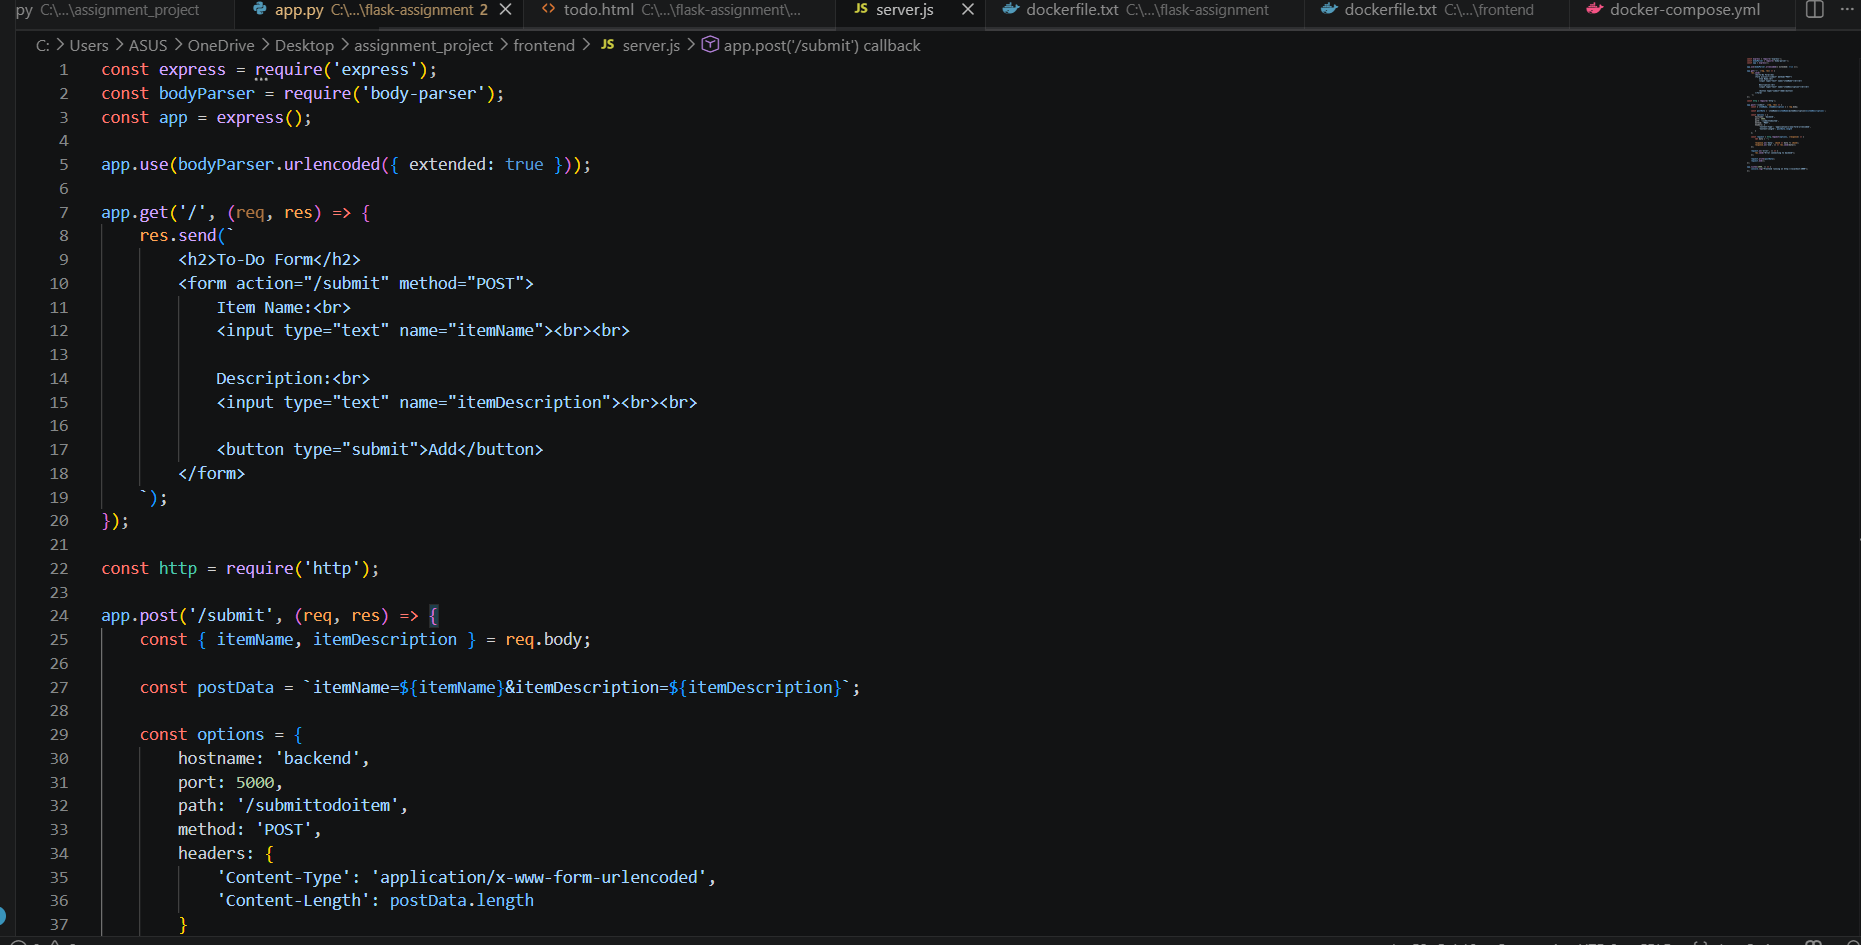 py C:\...\assignment_project app.py C:\...\flask-assignment 2 todo.html C:\...\flask-assignment\... JS server.js dockerfile.txt C:\...\flask-assignment dockerfile.txt C:\...\frontend docker-compose.yml ...
C: > Users > ASUS > OneDrive > Desktop > assignment_project > frontend > JS server.js > app.post('/submit') callback
1 const express = require('express');
2 const bodyParser = require('body-parser');
3 const app = express();
4
5 app.use(bodyParser.urlencoded({ extended: true }));
6
7 app.get('/', (req, res) => {
8 res.send(`
9 <h2>To-Do Form</h2>
10 <form action="/submit" method="POST">
11 Item Name:<br>
12 <input type="text" name="itemName"><br><br>
13
14 Description:<br>
15 <input type="text" name="itemDescription"><br><br>
16
17 <button type="submit">Add</button>
18 </form>
19 `);
20 });
21
22 const http = require('http');
23
24 app.post('/submit', (req, res) => {
25 const { itemName, itemDescription } = req.body;
26
27 const postData = `itemName=${itemName}&itemDescription=${itemDescription}`;
28
29 const options = {
30 hostname: 'backend',
31 port: 5000,
32 path: '/submittodoitem',
33 method: 'POST',
34 headers: {
35 'Content-Type': 'application/x-www-form-urlencoded',
36 'Content-Length': postData.length
37 }